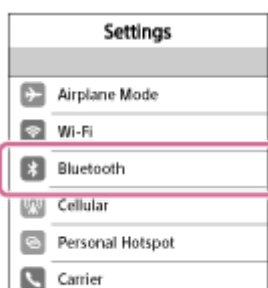 Settings
Airplane Mode
Wi-Fi
Bluetooth
Cellular
Personal Hotspot
Carrier